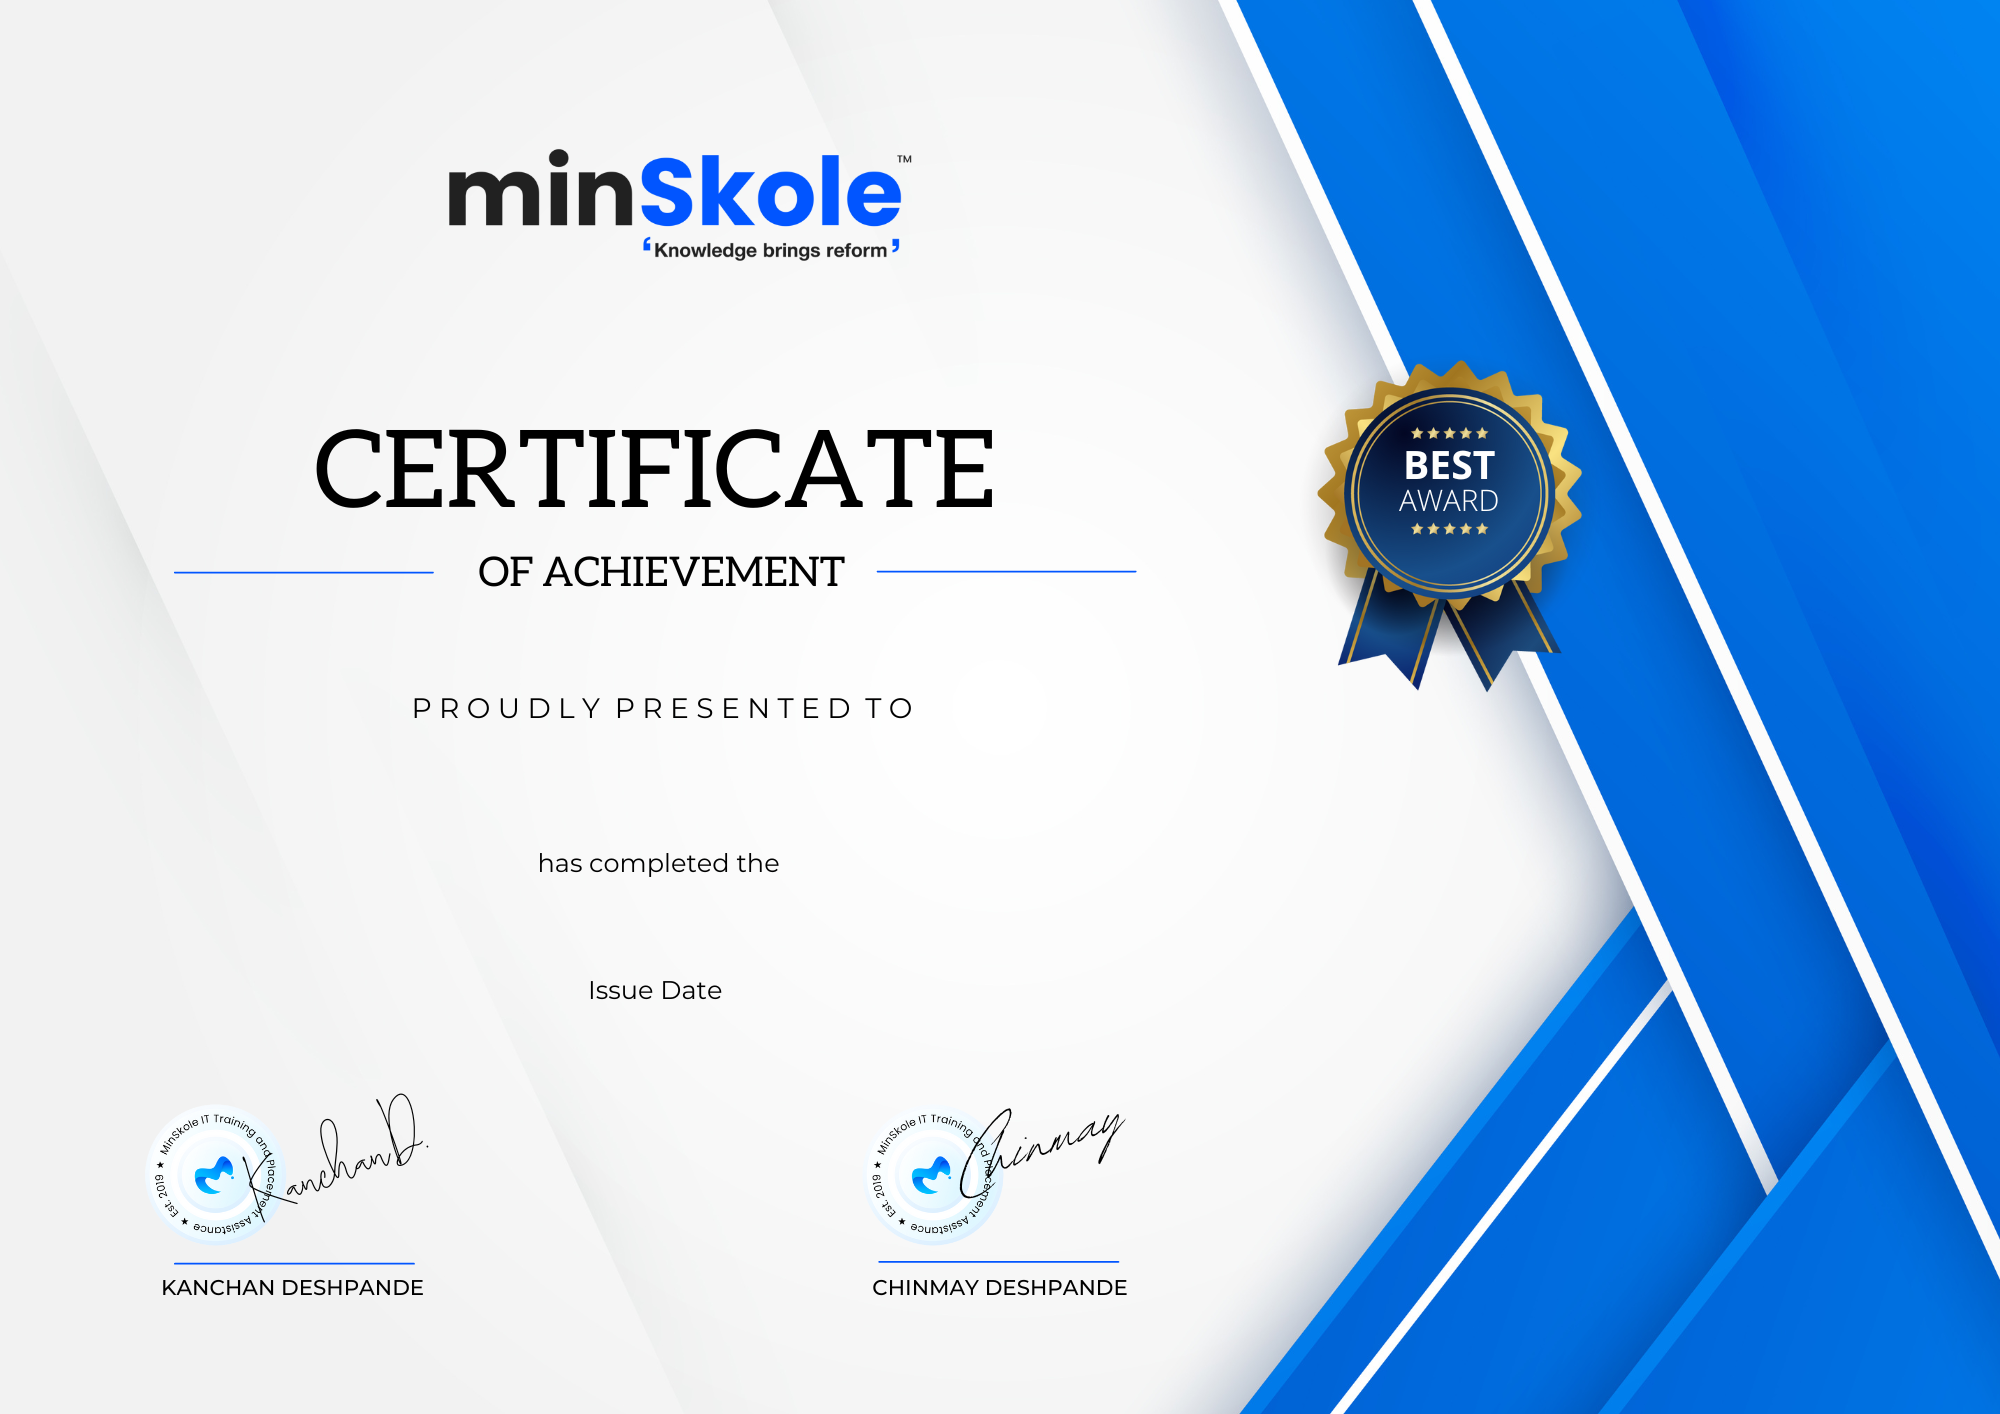 minSkole™
‘Knowledge brings reform’
CERTIFICATE
OF ACHIEVEMENT
BEST
AWARD
PROUDLY PRESENTED TO
has completed the
Issue Date
★ MinSkole IT Training and Placement Assistance ★ Est. 2019
Kanchan D.
★ MinSkole IT Training and Placement Assistance ★ Est. 2019
Chinmay
KANCHAN DESHPANDE
CHINMAY DESHPANDE